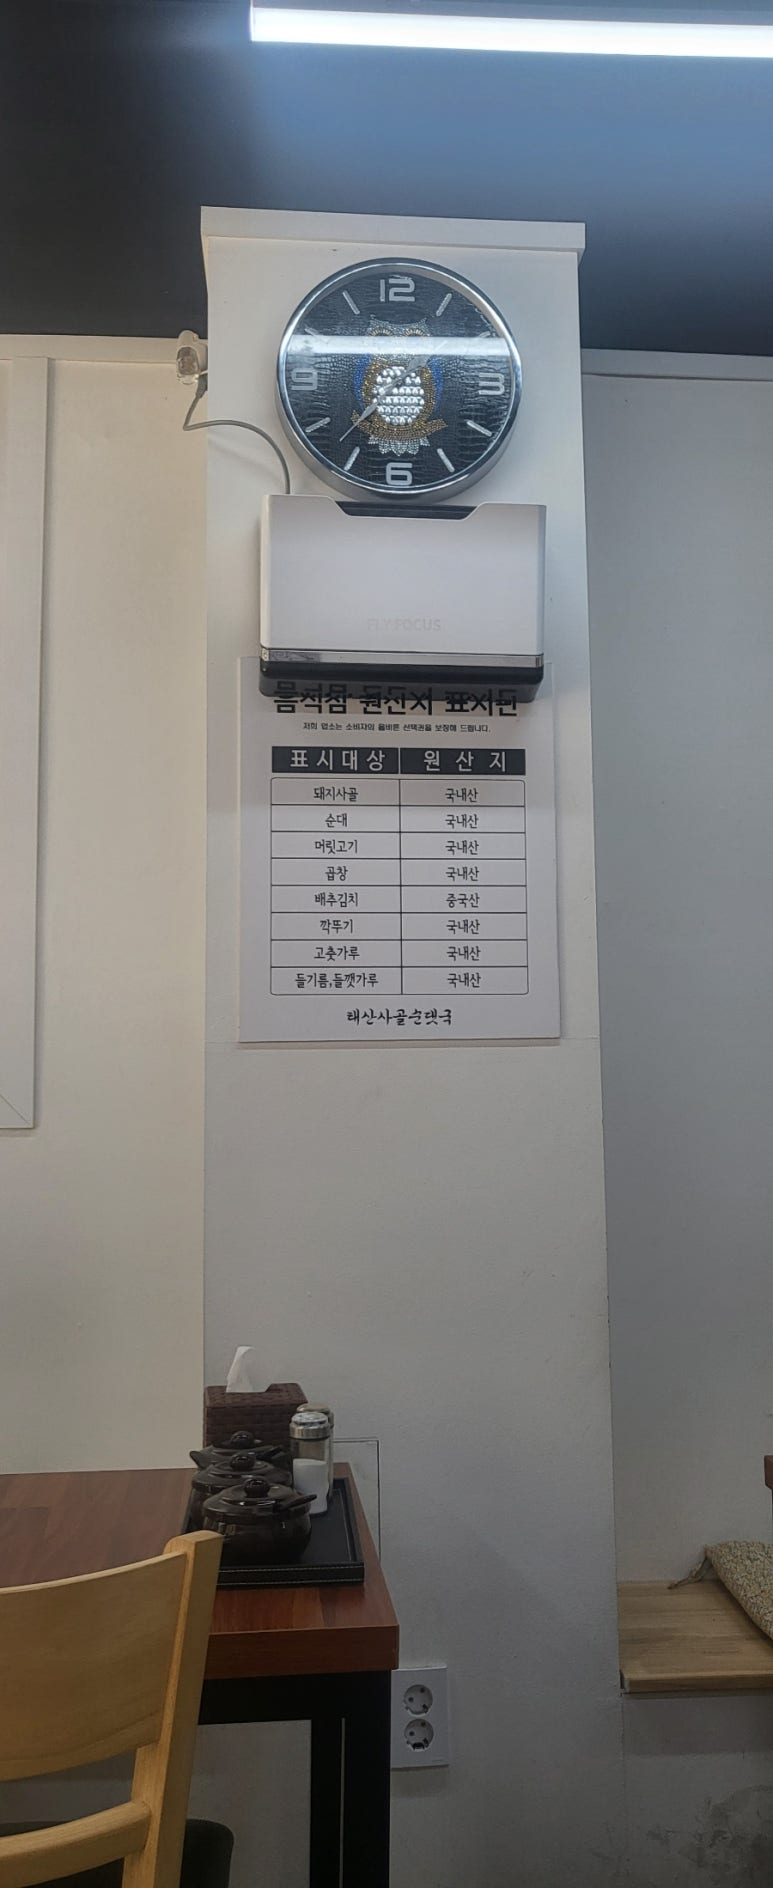 12
9
3
6
FLYFOCUS
음식점 원산지 표시판
저희 업소는 소비자의 올바른 선택권을 보장해 드립니다.
표시대상 원산지
돼지사골 국내산
순대 국내산
머릿고기 국내산
곱창 국내산
배추김치 중국산
깍뚜기 국내산
고춧가루 국내산
들기름,들깻가루 국내산
태산사골순댓국